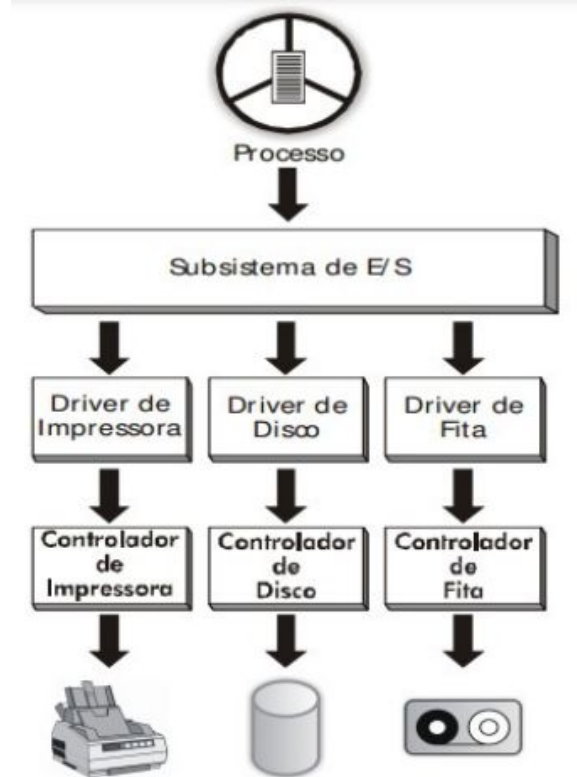 Processo
Subsistema de E/S
Driver de
Impressora
Driver de
Disco
Driver de
Fita
Controlador
de
Impressora
Controlador
de
Disco
Controlador
de
Fita